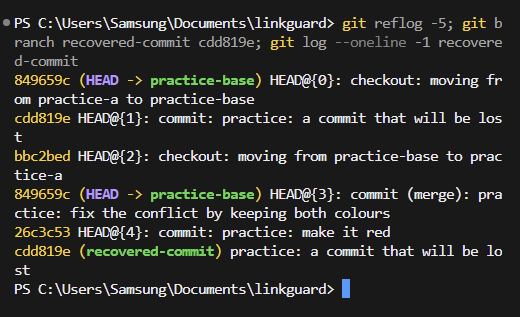 PS C:\Users\Samsung\Documents\linkguard> git reflog -5; git b
ranch recovered-commit cdd819e; git log --oneline -1 recovere
d-commit
849659c (HEAD -> practice-base) HEAD@{0}: checkout: moving fr
om practice-a to practice-base
cdd819e HEAD@{1}: commit: practice: a commit that will be los
t
bbc2bed HEAD@{2}: checkout: moving from practice-base to prac
tice-a
849659c (HEAD -> practice-base) HEAD@{3}: commit (merge): pra
ctice: fix the conflict by keeping both colours
26c3c53 HEAD@{4}: commit: practice: make it red
cdd819e (recovered-commit) practice: a commit that will be lo
st
PS C:\Users\Samsung\Documents\linkguard>